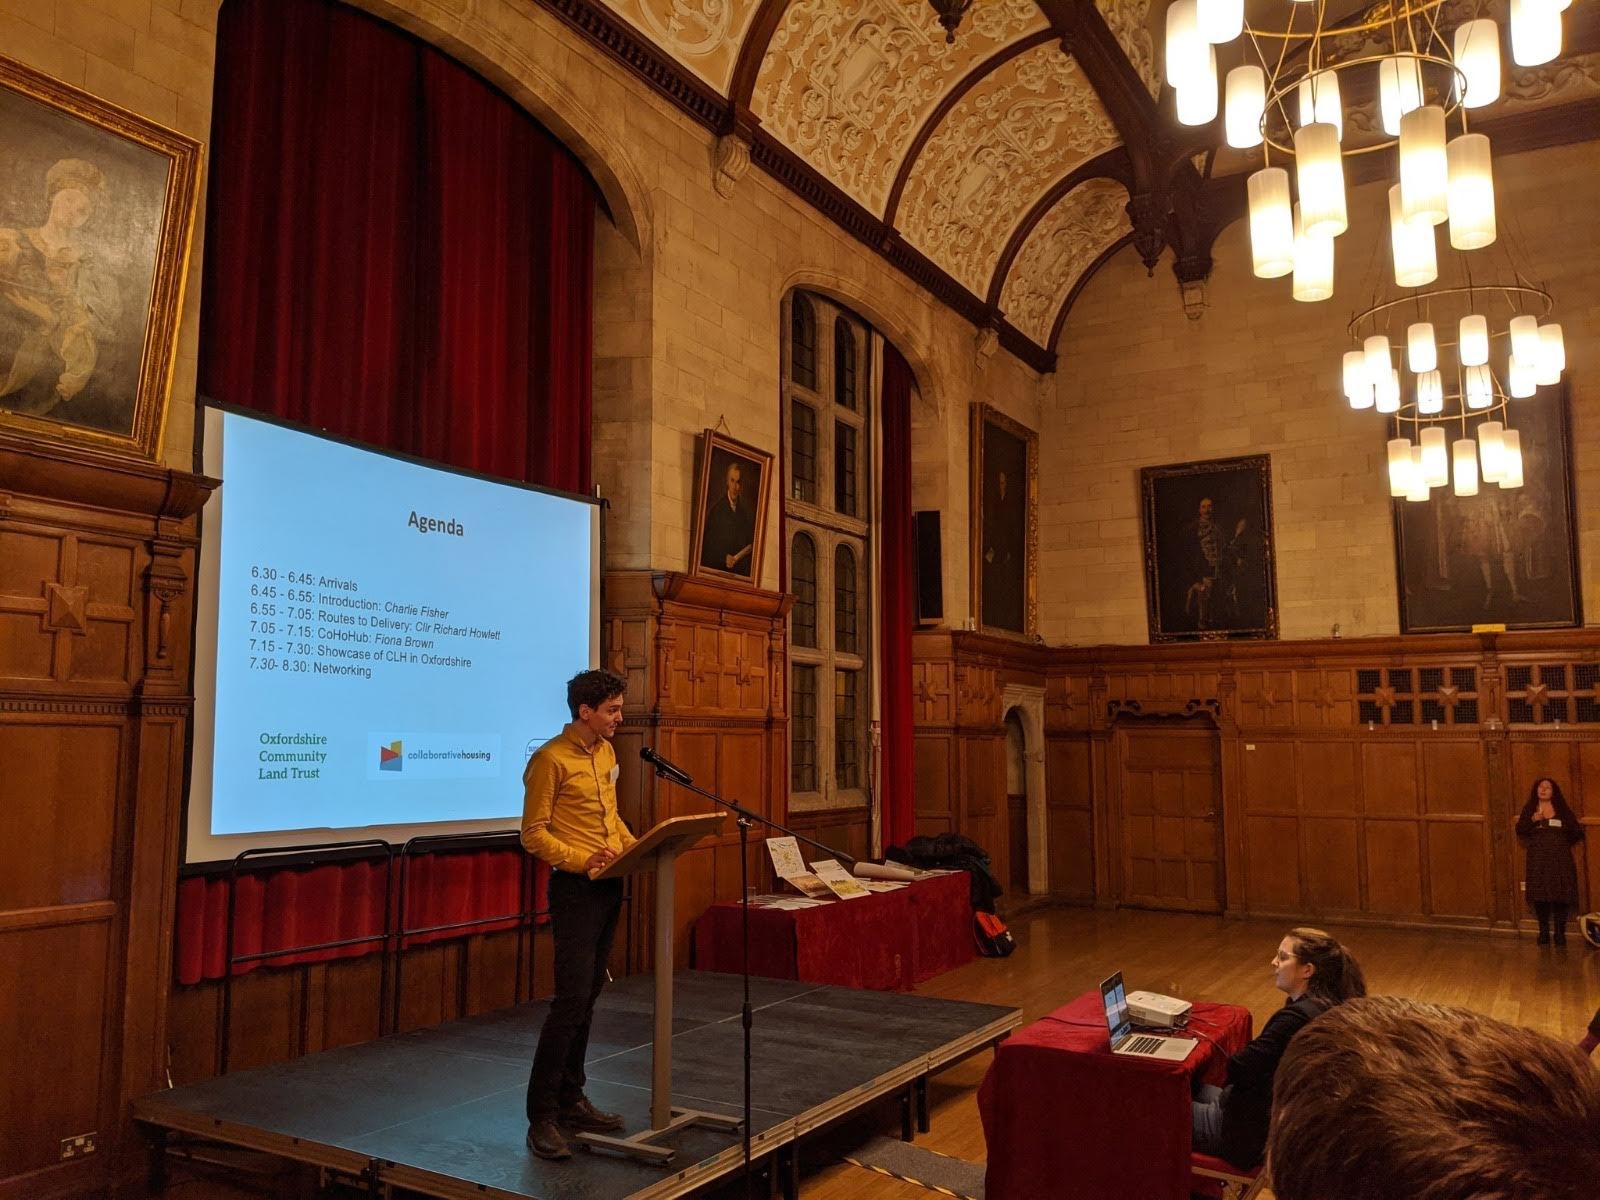 Agenda
6.30 - 6.45: Arrivals
6.45 - 6.55: Introduction: Charlie Fisher
6.55 - 7.05: Routes to Delivery: Cllr Richard Howlett
7.05 - 7.15: CoHoHub: Fiona Brown
7.15 - 7.30: Showcase of CLH in Oxfordshire
7.30- 8.30: Networking
Oxfordshire
Community
Land Trust
collaborativehousing